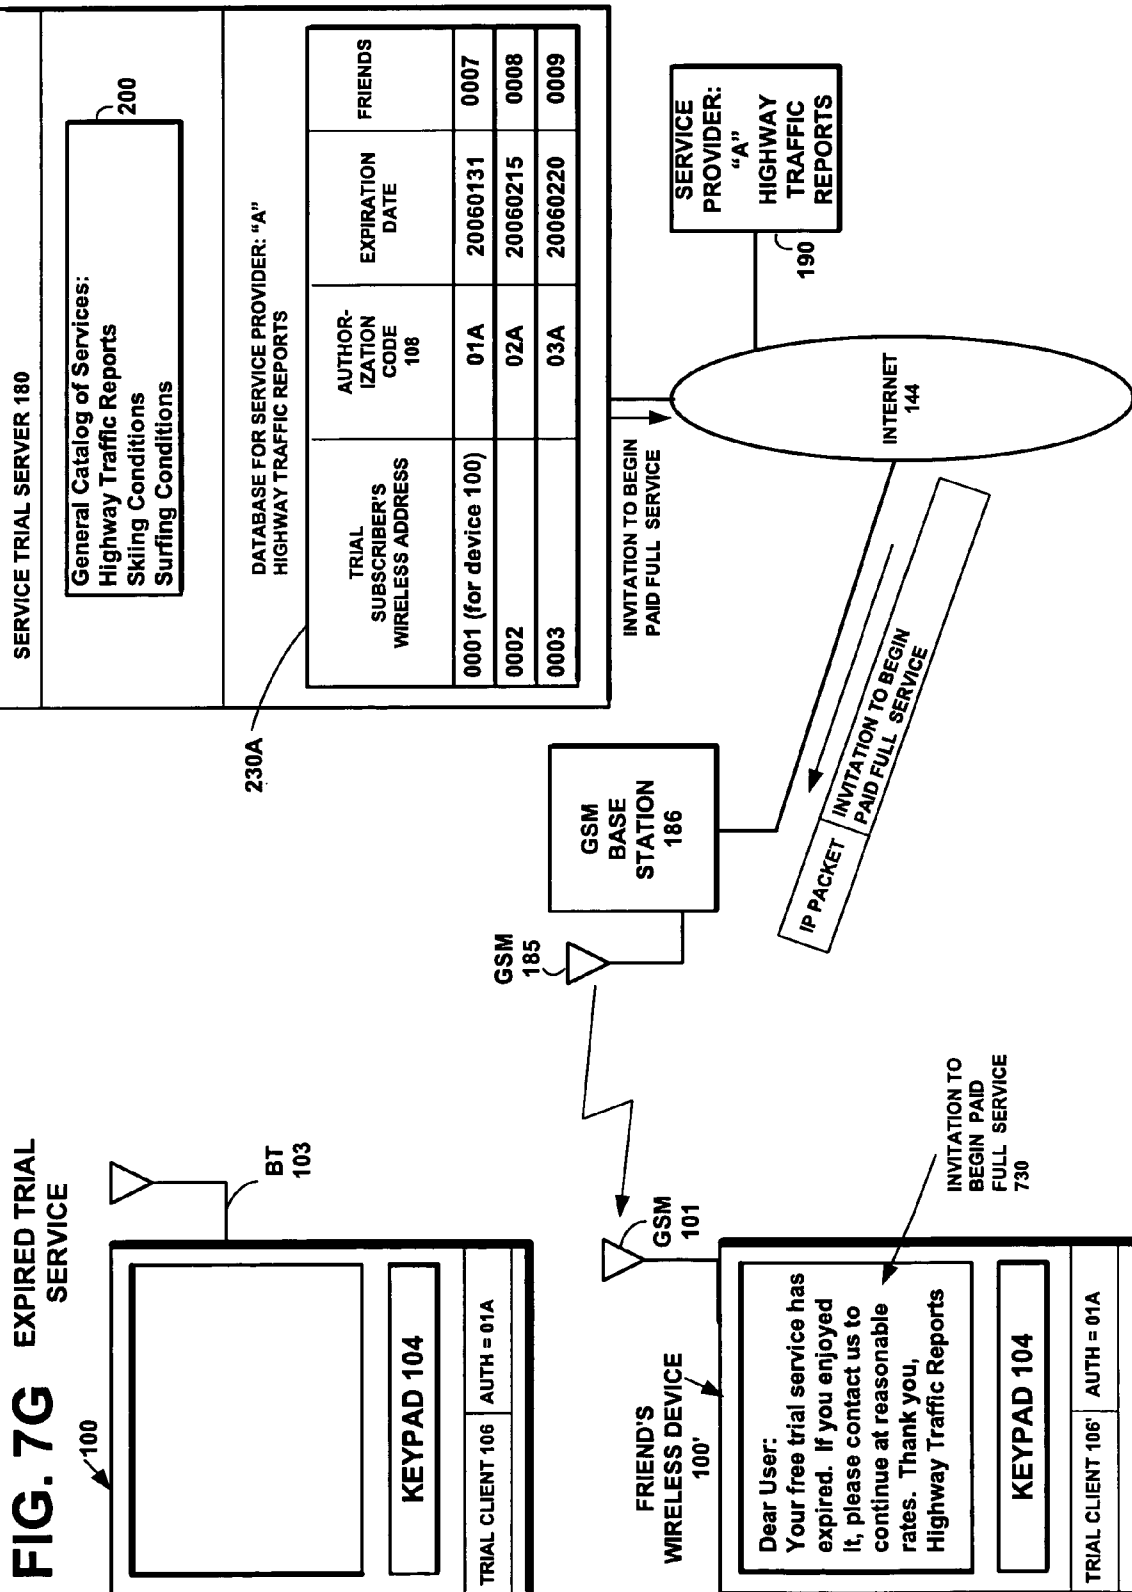 FIG. 7G
EXPIRED TRIAL
SERVICE
100
BT
103
KEYPAD 104
TRIAL CLIENT 106
AUTH = 01A
SERVICE TRIAL SERVER 180
200
General Catalog of Services:
Highway Traffic Reports
Skiing Conditions
Surfing Conditions
DATABASE FOR SERVICE PROVIDER: "A"
HIGHWAY TRAFFIC REPORTS
230A
TRIAL
SUBSCRIBER'S
WIRELESS ADDRESS
AUTHOR-
IZATION
CODE
108
EXPIRATION
DATE
FRIENDS
0001 (for device 100) 01A 20060131 0007
0002 02A 20060215 0008
0003 03A 20060220 0009
INVITATION TO BEGIN
PAID FULL SERVICE
SERVICE
PROVIDER:
"A"
HIGHWAY
TRAFFIC
REPORTS
190
INTERNET
144
GSM
BASE
STATION
186
GSM
185
IP PACKET
INVITATION TO BEGIN
PAID FULL SERVICE
GSM
101
FRIEND'S
WIRELESS DEVICE
100'
Dear User:
Your free trial service has
expired. If you enjoyed
It, please contact us to
continue at reasonable
rates. Thank you,
Highway Traffic Reports
INVITATION TO
BEGIN PAID
FULL SERVICE
730
KEYPAD 104
TRIAL CLIENT 106'
AUTH = 01A